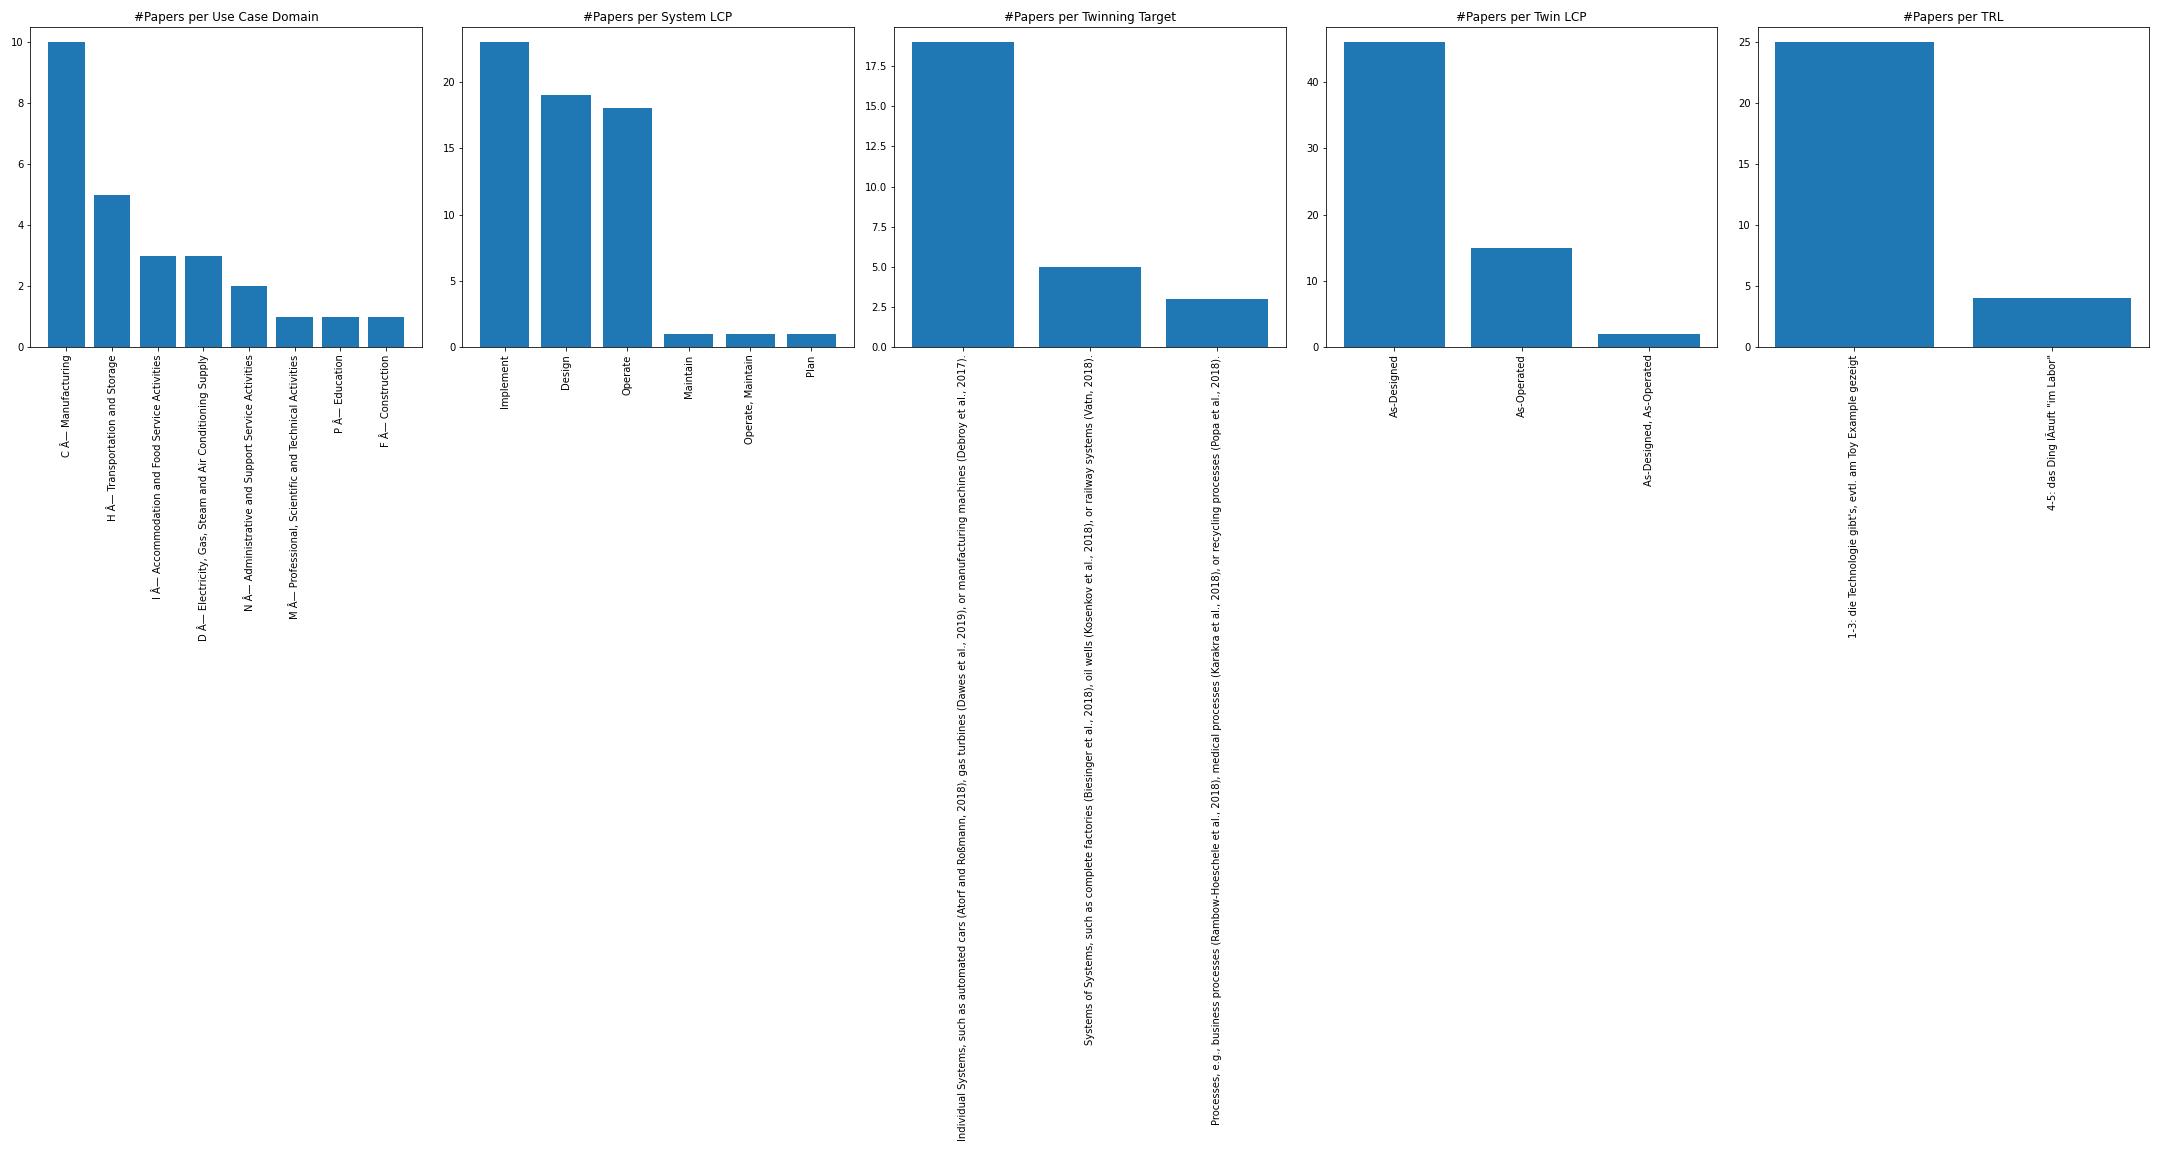 #Papers per Use Case Domain
10
8
6
4
2
0
C Â— Manufacturing
H Â— Transportation and Storage
I Â— Accommodation and Food Service Activities
D Â— Electricity, Gas, Steam and Air Conditioning Supply
N Â— Administrative and Support Service Activities
M Â— Professional, Scientific and Technical Activities
P Â— Education
F Â— Construction
#Papers per System LCP
20
15
10
5
0
Implement
Design
Operate
Maintain
Operate, Maintain
Plan
#Papers per Twinning Target
17.5
15.0
12.5
10.0
7.5
5.0
2.5
0.0
Individual Systems, such as automated cars (Atorf and Roßmann, 2018), gas turbines (Dawes et al., 2019), or manufacturing machines (Debroy et al., 2017).
Systems of Systems, such as complete factories (Biesinger et al., 2018), oil wells (Kosenkov et al., 2018), or railway systems (Vatn, 2018).
Processes, e.g., business processes (Rambow-Hoeschele et al., 2018), medical processes (Karakra et al., 2018), or recycling processes (Popa et al., 2018).
#Papers per Twin LCP
40
30
20
10
0
As-Designed
As-Operated
As-Designed, As-Operated
#Papers per TRL
25
20
15
10
5
0
1-3: die Technologie gibt's, evtl. am Toy Example gezeigt
4-5: das Ding lÃ¤uft "im Labor"